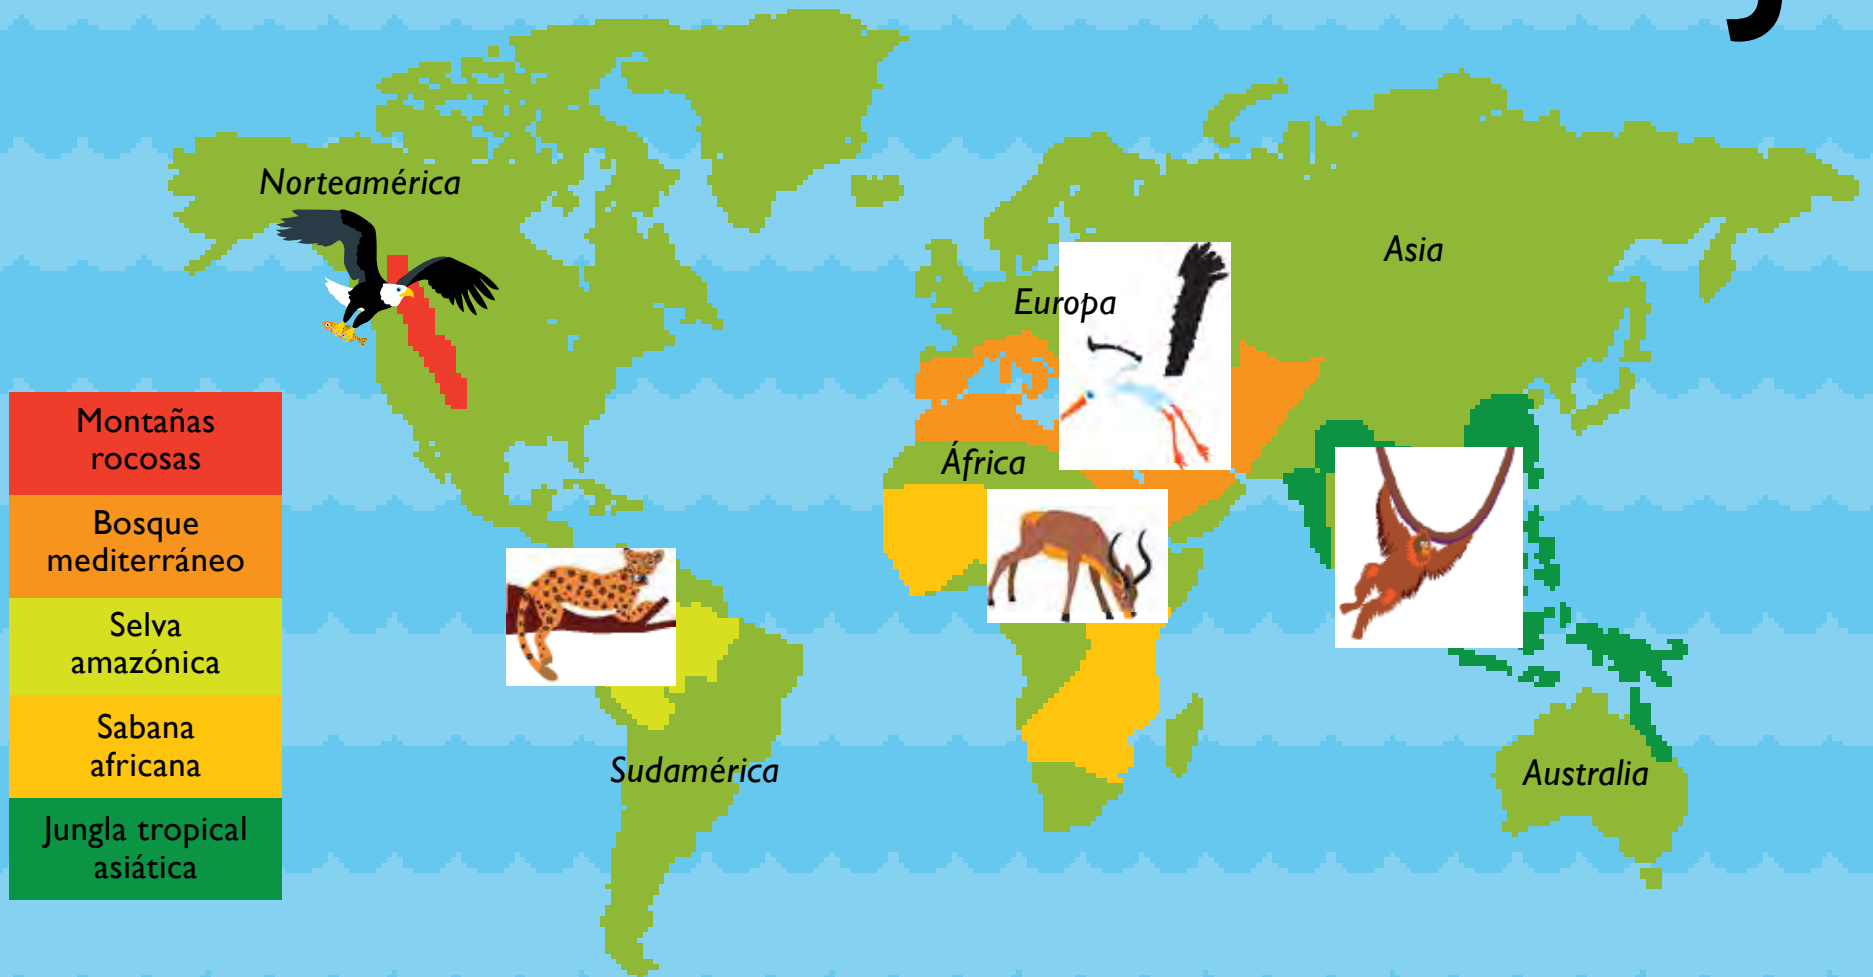 Norteamérica
Asia
Europa
África
Sudamérica
Australia
Montañas
rocosas
Bosque
mediterráneo
Selva
amazónica
Sabana
africana
Jungla tropical
asiática